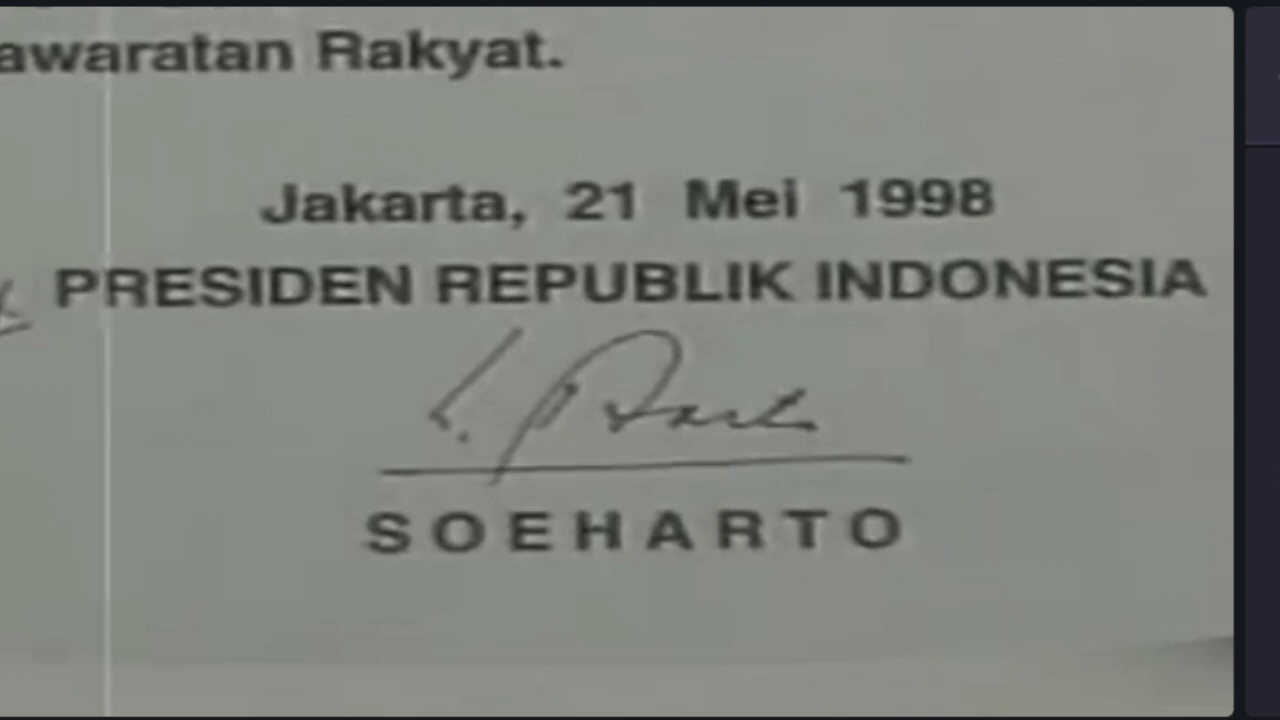 awaratan Rakyat.
Jakarta, 21 Mei 1998
PRESIDEN REPUBLIK INDONESIA
SOEHARTO